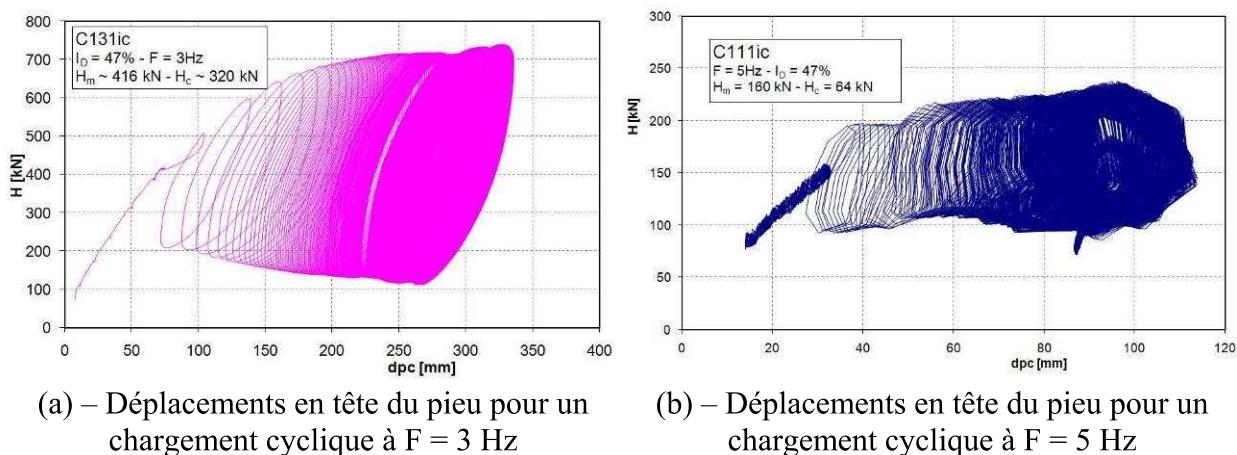 800
700
600
500
400
300
200
100
0
H [kN]
C131ic
I_D = 47% - F = 3Hz
H_m ~ 416 kN - H_c ~ 320 kN
0 50 100 150 200 250 300 350 400
dpc [mm]
(a) – Déplacements en tête du pieu pour un
chargement cyclique à F = 3 Hz
300
250
200
150
100
50
0
H [kN]
C111ic
F = 5Hz - I_D = 47%
H_m = 160 kN - H_c = 64 kN
0 20 40 60 80 100 120
dpc [mm]
(b) – Déplacements en tête du pieu pour un
chargement cyclique à F = 5 Hz